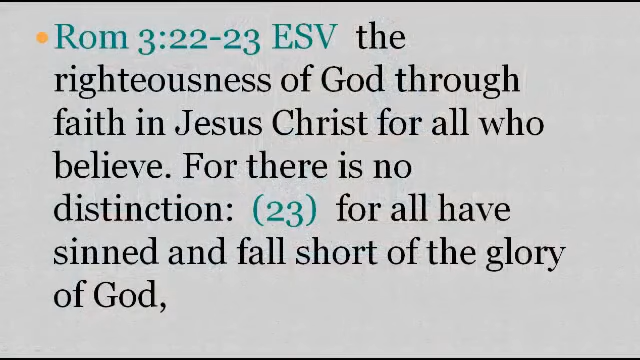 • Rom 3:22-23 ESV the
righteousness of God through
faith in Jesus Christ for all who
believe. For there is no
distinction: (23) for all have
sinned and fall short of the glory
of God,